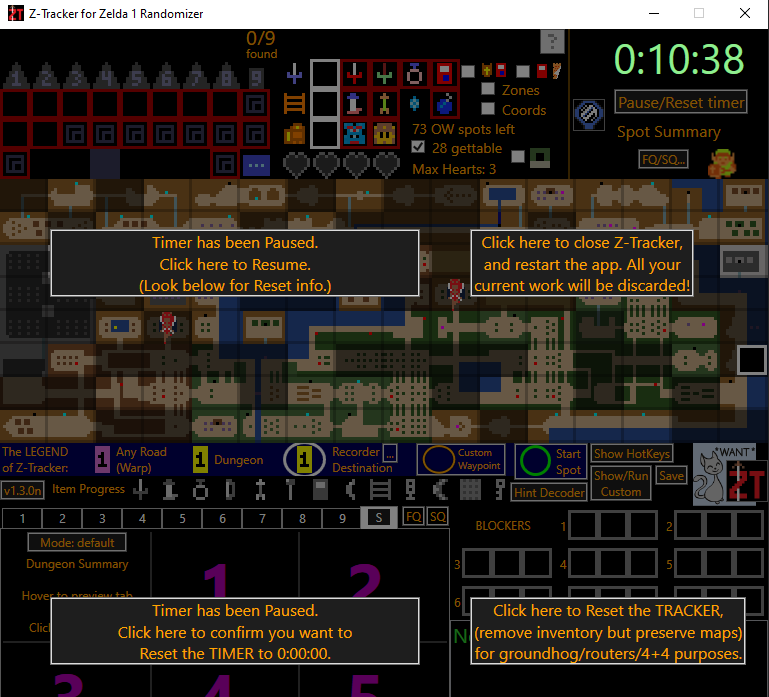 Z-Tracker for Zelda 1 Randomizer
0/9
found
?
0:10:38
1 2 3 4 5 6 7 8 9
Zones
Coords
Pause/Reset timer
73 OW spots left
Spot Summary
28 gettable
FQ/SQ...
Max Hearts: 3
...
Timer has been Paused.
Click here to Resume.
(Look below for Reset info.)
Click here to close Z-Tracker,
and restart the app. All your
current work will be discarded!
The LEGEND
of Z-Tracker:
1
Any Road
(Warp)
1
Dungeon
1
Recorder
Destination
...
Custom
Waypoint
Start
Spot
Show HotKeys
Show/Run
Custom
Save
*WANT*
ZT
v1.3.0n
Item Progress
Hint Decoder
1 2 3 4 5 6 7 8 9 S
FQ
SQ
BLOCKERS
1
2
3
4
5
6
Mode: default
Dungeon Summary
Hover to preview tab
Clic
1
2
Timer has been Paused.
Click here to confirm you want to
Reset the TIMER to 0:00:00.
Click here to Reset the TRACKER,
(remove inventory but preserve maps)
for groundhog/routers/4+4 purposes.
3
4
5